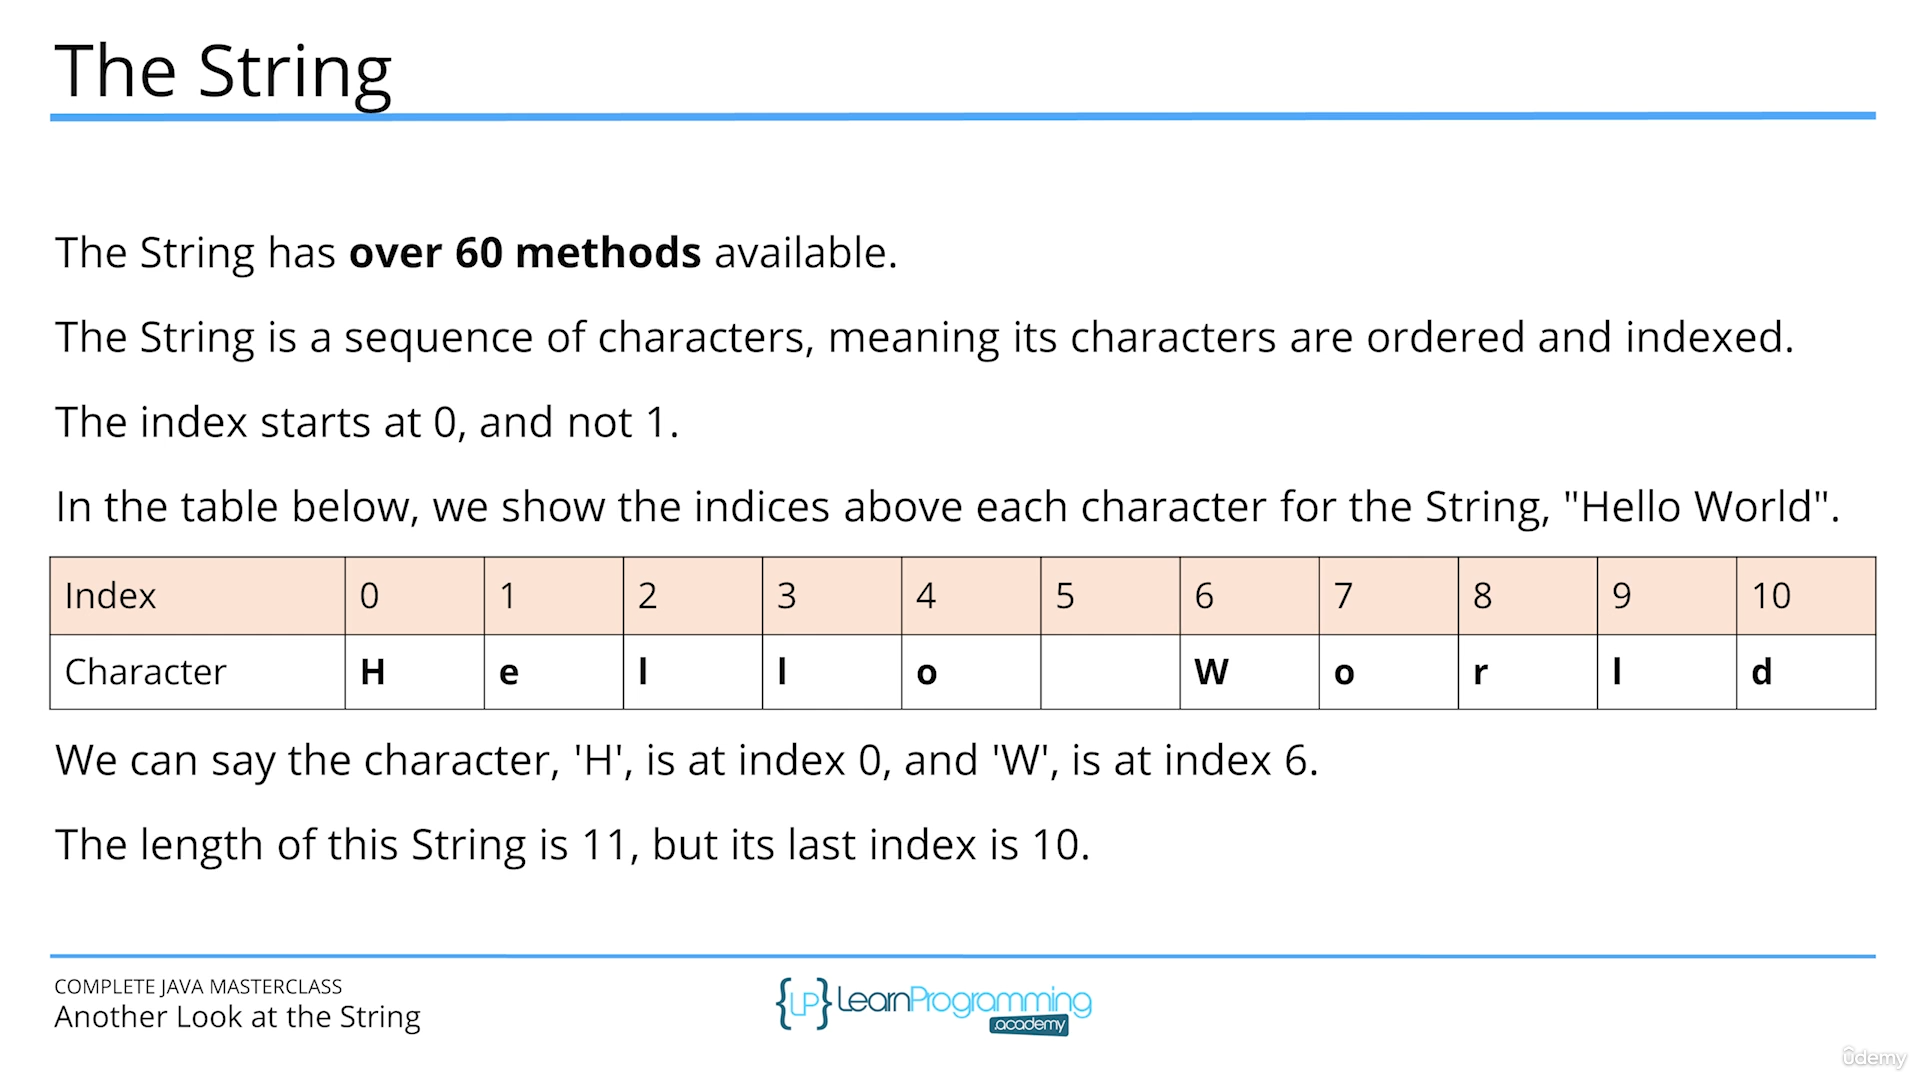 The String
The String has over 60 methods available.
The String is a sequence of characters, meaning its characters are ordered and indexed.
The index starts at 0, and not 1.
In the table below, we show the indices above each character for the String, "Hello World".
Index 0 1 2 3 4 5 6 7 8 9 10
Character H e l l o W o r l d
We can say the character, 'H', is at index 0, and 'W', is at index 6.
The length of this String is 11, but its last index is 10.
COMPLETE JAVA MASTERCLASS
Another Look at the String
{LP} LearnProgramming
.academy
udemy